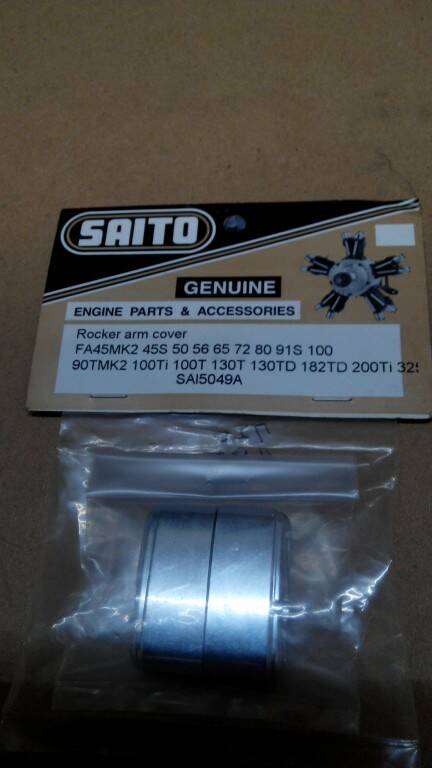 SAITO
GENUINE
ENGINE PARTS & ACCESSORIES
Rocker arm cover
FA45MK2 45S 50 56 65 72 80 91S 100
90TMK2 100Ti 100T 130T 130TD 182TD 200Ti 325
SAI5049A